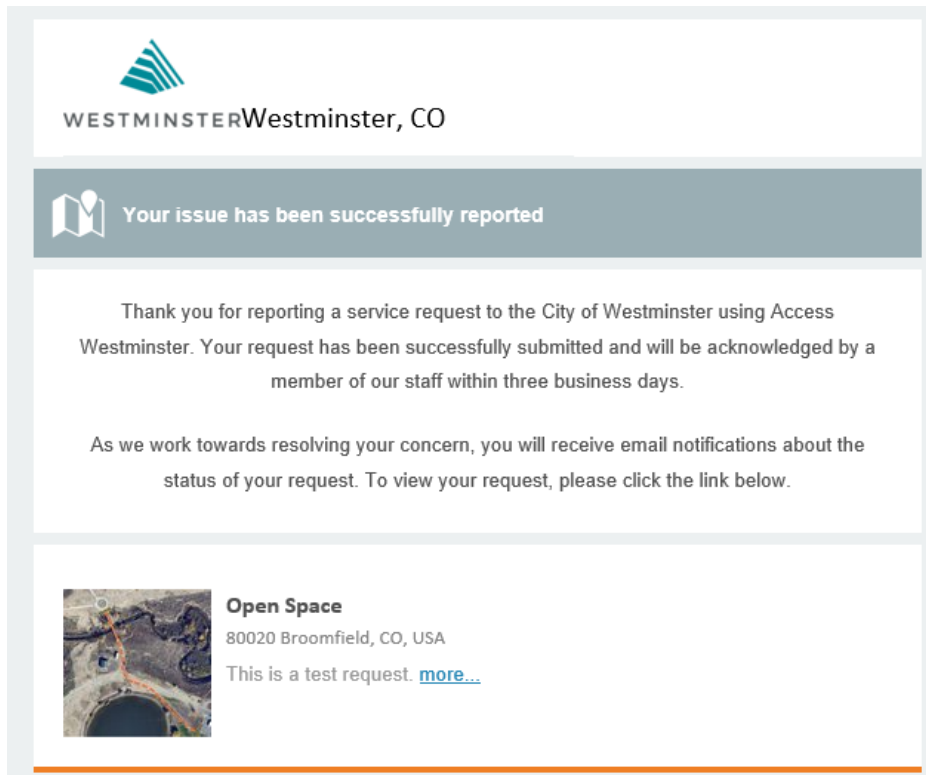 WESTMINSTERWestminster, CO
Your issue has been successfully reported
Thank you for reporting a service request to the City of Westminster using Access
Westminster. Your request has been successfully submitted and will be acknowledged by a
member of our staff within three business days.
As we work towards resolving your concern, you will receive email notifications about the
status of your request. To view your request, please click the link below.
Open Space
80020 Broomfield, CO, USA
This is a test request. more...